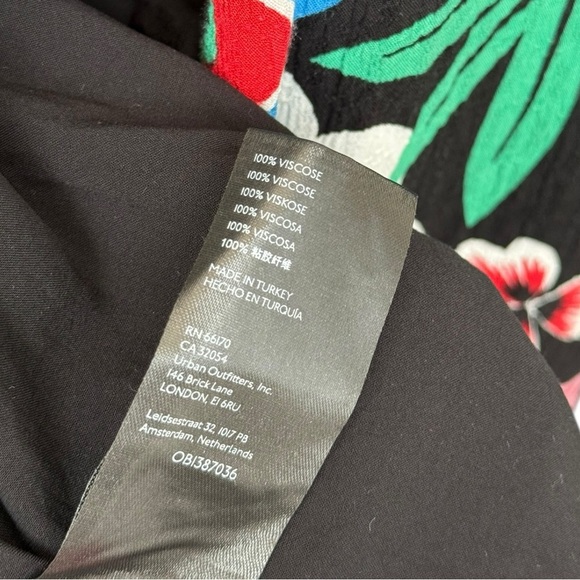 100% VISCOSE
100% VISCOSE
100% VISKOSE
100% VISCOSA
100% VISCOSA
100% 粘胶纤维
MADE IN TURKEY
HECHO EN TURQUÍA
RN 66170
CA 32054
Urban Outfitters, Inc.
146 Brick Lane
LONDON, E1 6RU
Leidsestraat 32, 1017 PB
Amsterdam, Netherlands
OB1387036